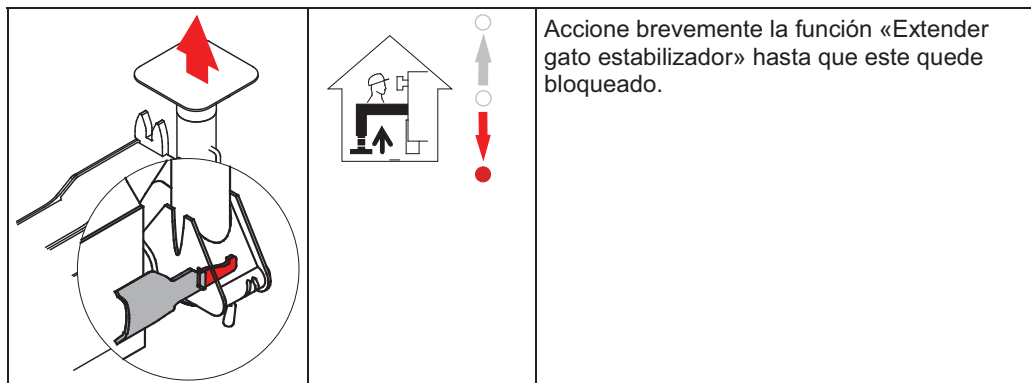 Accione brevemente la función «Extender
gato estabilizador» hasta que este quede
bloqueado.